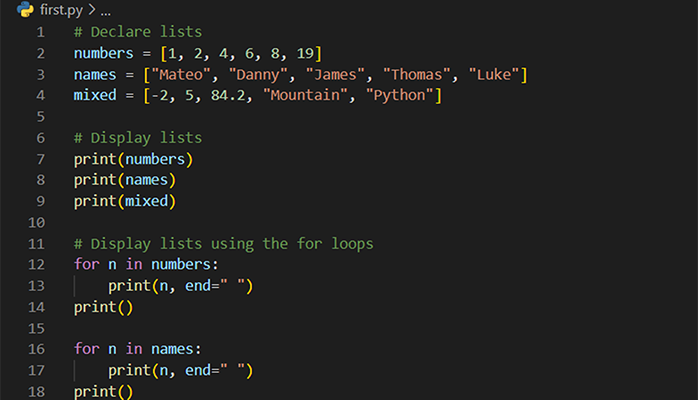 first.py > ...
1 # Declare lists
2 numbers = [1, 2, 4, 6, 8, 19]
3 names = ["Mateo", "Danny", "James", "Thomas", "Luke"]
4 mixed = [-2, 5, 84.2, "Mountain", "Python"]
5
6 # Display lists
7 print(numbers)
8 print(names)
9 print(mixed)
10
11 # Display lists using the for loops
12 for n in numbers:
13     print(n, end=" ")
14 print()
15
16 for n in names:
17     print(n, end=" ")
18 print()